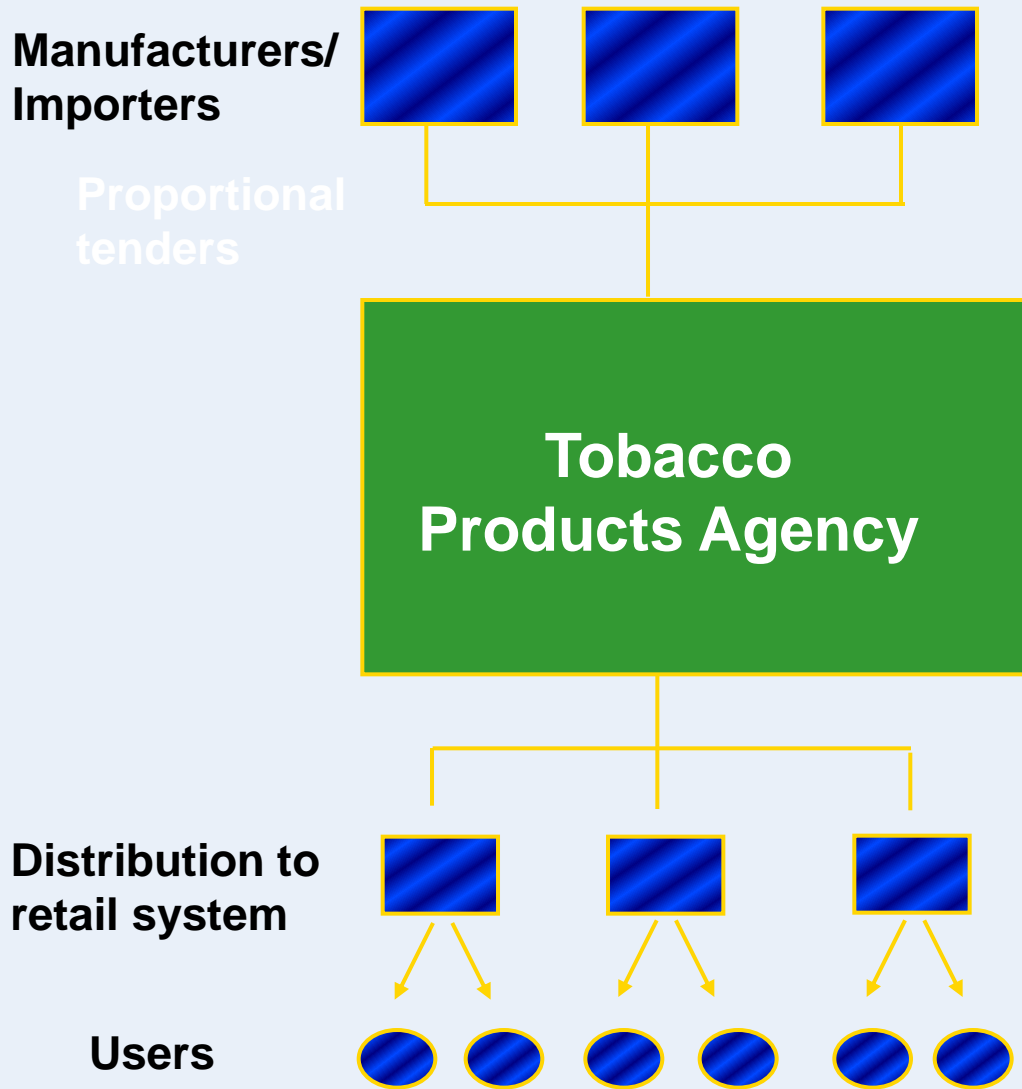 Manufacturers/
Importers
Proportional
tenders
Tobacco
Products Agency
Distribution to
retail system
Users